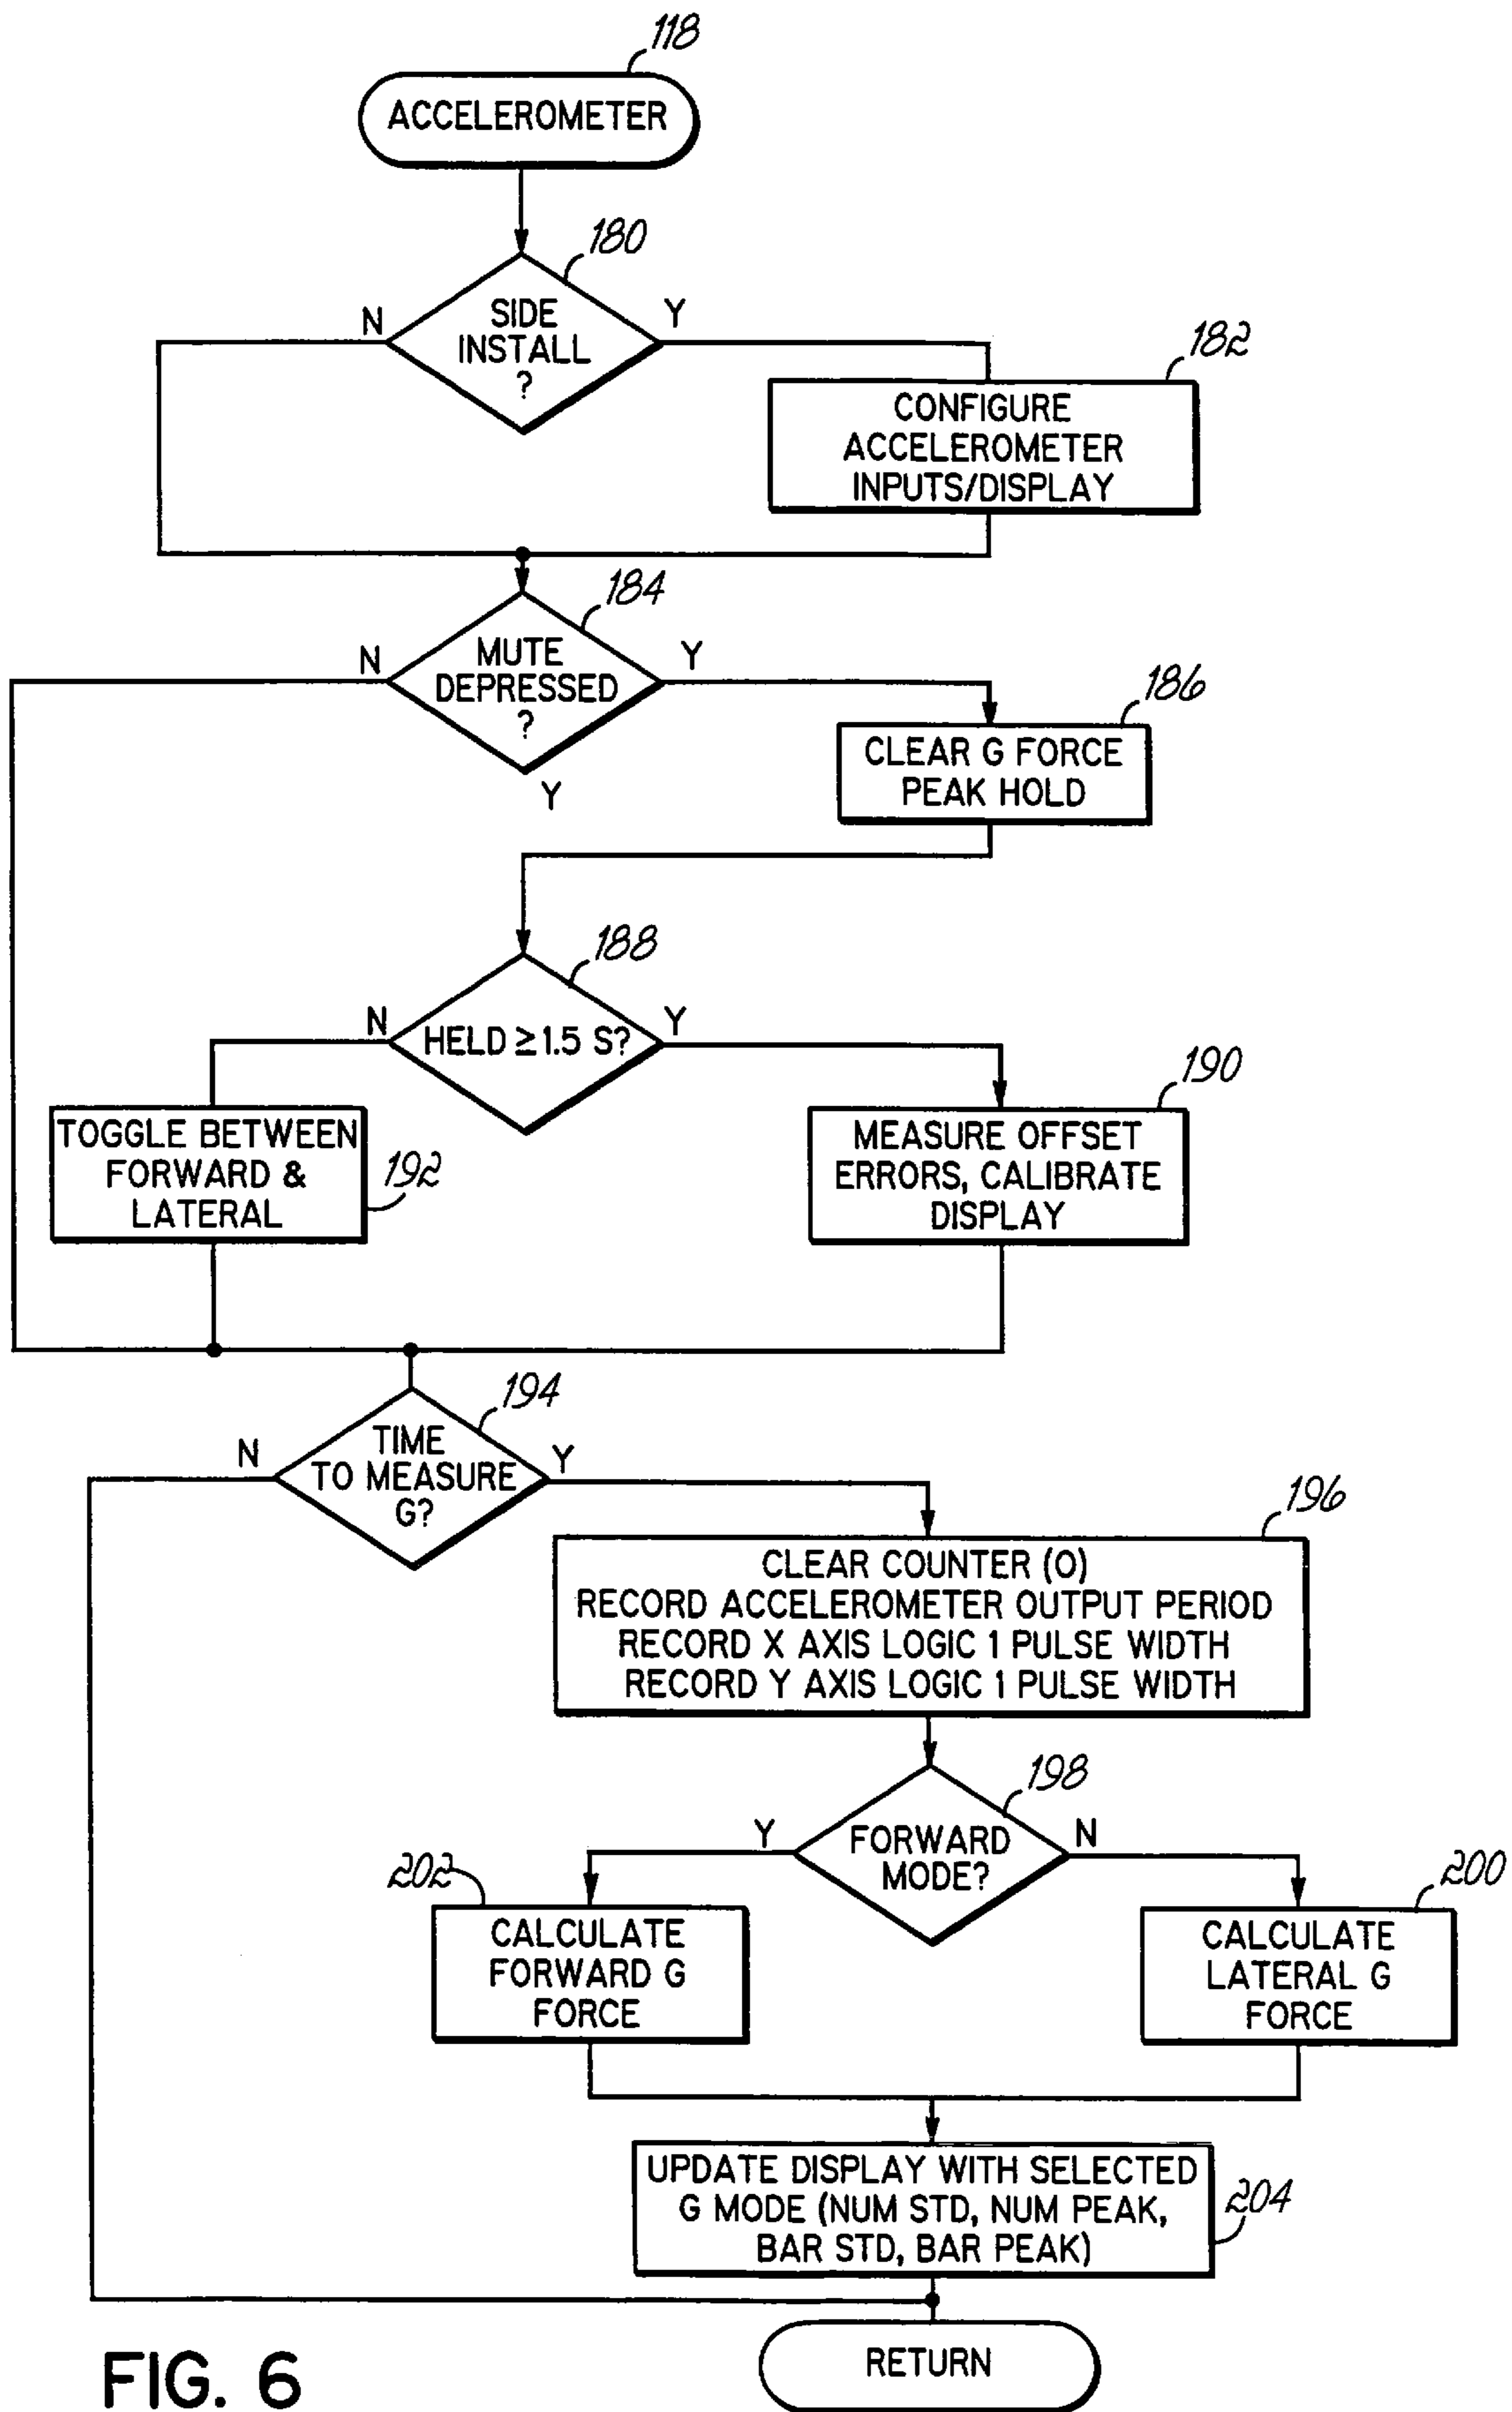 118
ACCELEROMETER
180
N
SIDE
Y
INSTALL
?
182
CONFIGURE
ACCELEROMETER
INPUTS/DISPLAY
184
N
MUTE
Y
DEPRESSED
?
Y
186
CLEAR G FORCE
PEAK HOLD
188
N
HELD ≥ 1.5 S?
Y
190
TOGGLE BETWEEN
FORWARD &
LATERAL
192
MEASURE OFFSET
ERRORS, CALIBRATE
DISPLAY
194
N
TIME
Y
TO MEASURE
G?
196
CLEAR COUNTER (0)
RECORD ACCELEROMETER OUTPUT PERIOD
RECORD X AXIS LOGIC 1 PULSE WIDTH
RECORD Y AXIS LOGIC 1 PULSE WIDTH
198
Y
FORWARD
N
MODE?
202
200
CALCULATE
FORWARD G
FORCE
CALCULATE
LATERAL G
FORCE
UPDATE DISPLAY WITH SELECTED
G MODE (NUM STD, NUM PEAK,
BAR STD, BAR PEAK)
204
RETURN
FIG. 6